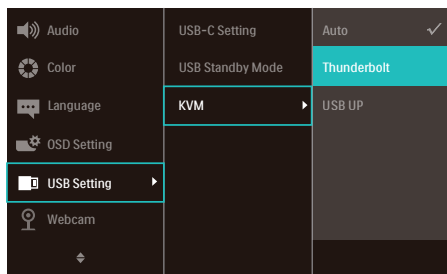 Audio
Color
Language
OSD Setting
USB Setting
Webcam
USB-C Setting
USB Standby Mode
KVM
Auto
Thunderbolt
USB UP